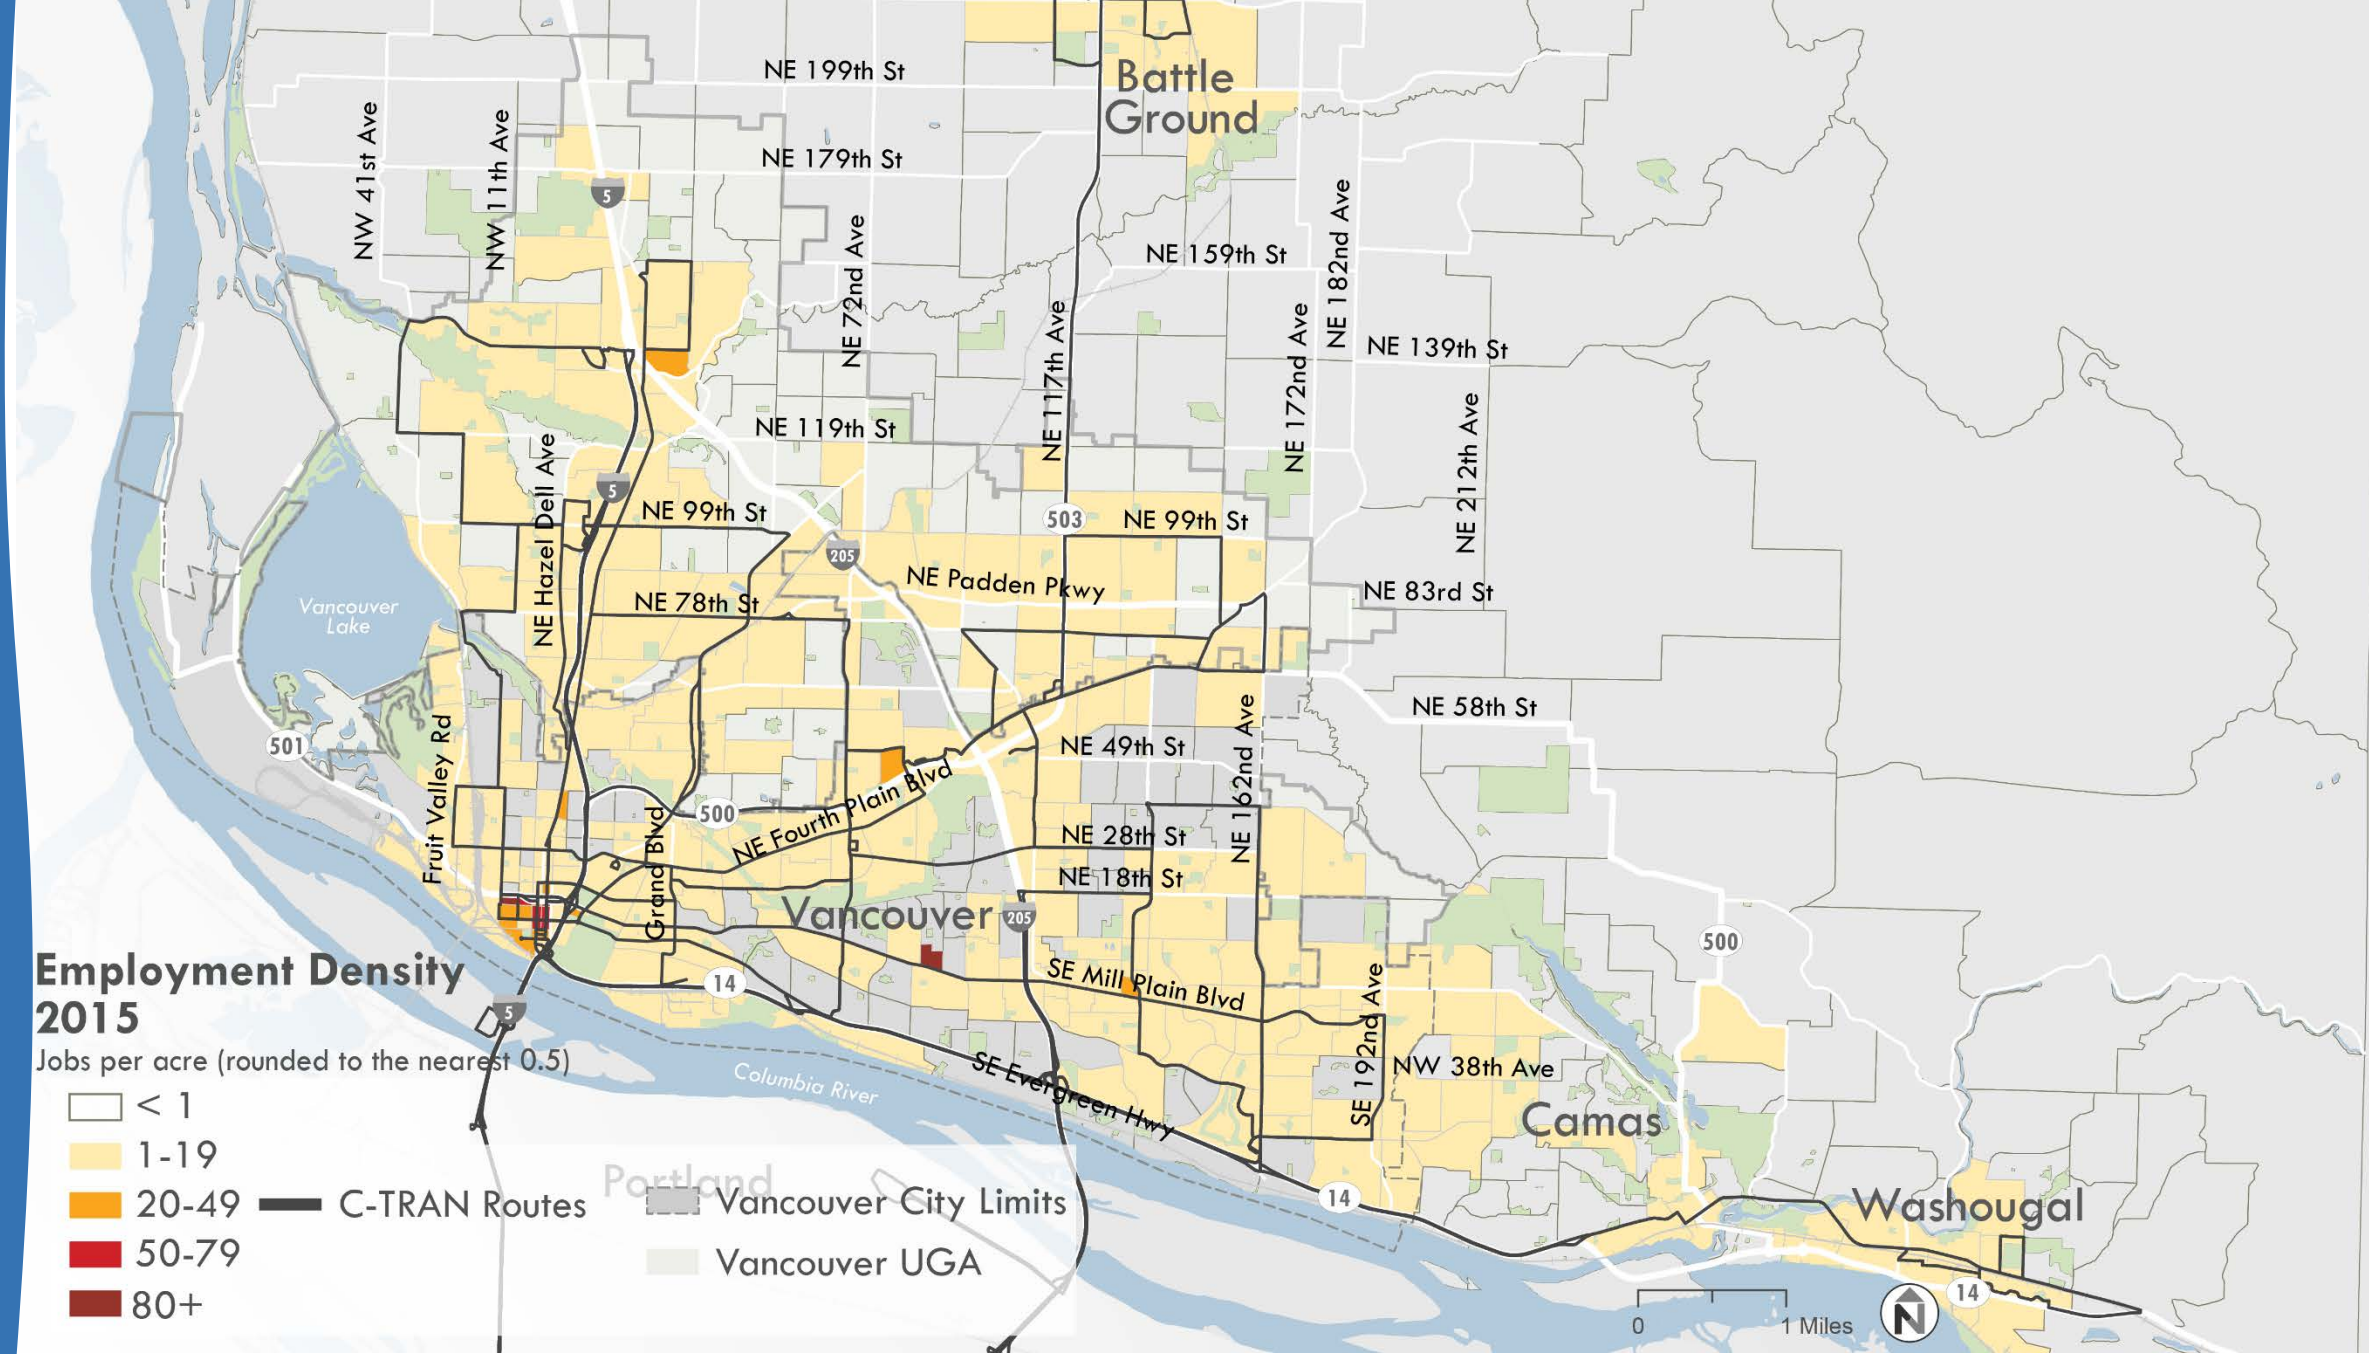 NE 199th St
Battle
Ground
NW 41st Ave
NW 11th Ave
NE 179th St
5
NE 182nd Ave
NE 72nd Ave
NE 159th St
NE 117th Ave
NE 172nd Ave
NE 139th St
NE 119th St
NE 212th Ave
NE Hazel Dell Ave
5
NE 99th St
503
NE 99th St
205
NE Padden Pkwy
NE 83rd St
NE 78th St
Vancouver
Lake
NE 58th St
NE 162nd Ave
501
Fruit Valley Rd
NE 49th St
500
NE Fourth Plain Blvd
Grand Blvd
NE 28th St
NE 18th St
Vancouver
205
500
SE Mill Plain Blvd
14
SE 192nd Ave
5
SE Evergreen Hwy
NW 38th Ave
Columbia River
Camas
Portland
14
Washougal
14
Employment Density
2015
Jobs per acre (rounded to the nearest 0.5)
< 1
1-19
20-49
50-79
80+
C-TRAN Routes
Vancouver City Limits
Vancouver UGA
0 1 Miles
N